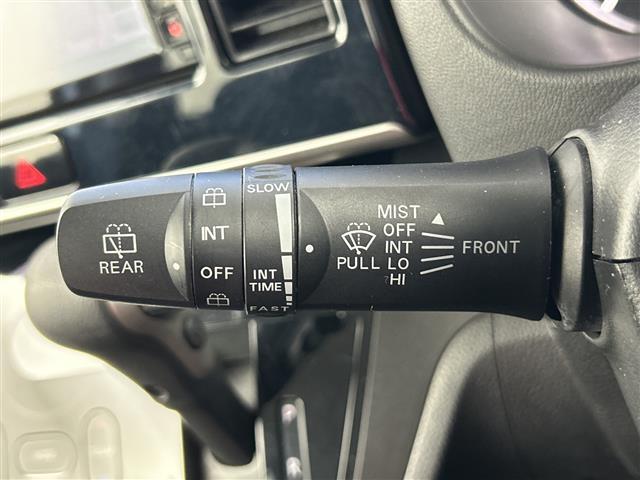 REAR
INT
OFF
SLOW
INT
TIME
FAST
PULL
MIST
OFF
INT
LO
HI
FRONT